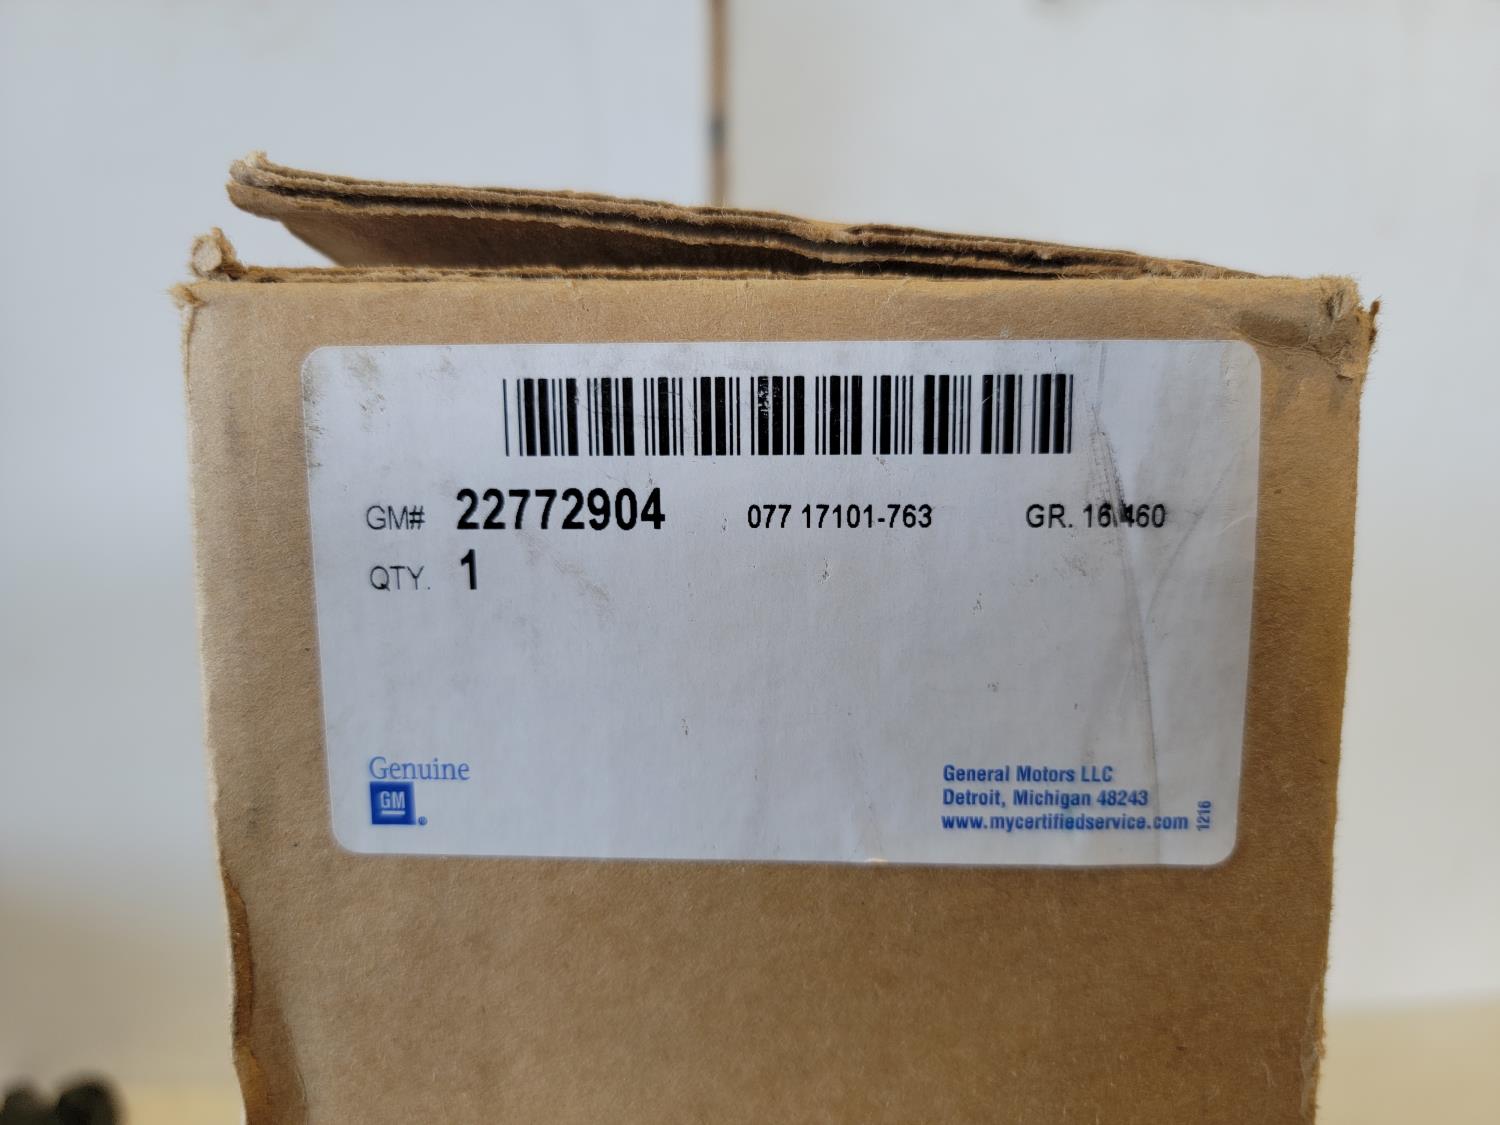 GM# 22772904 077 17101-763 GR. 16.460
QTY. 1
Genuine
GM
General Motors LLC
Detroit, Michigan 48243
www.mycertifiedservice.com
1216